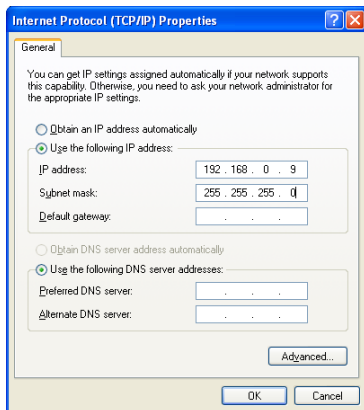 Internet Protocol (TCP/IP) Properties
General
You can get IP settings assigned automatically if your network supports
this capability. Otherwise, you need to ask your network administrator for
the appropriate IP settings.
Obtain an IP address automatically
Use the following IP address:
IP address: 192 . 168 . 0 . 9
Subnet mask: 255 . 255 . 255 . 0
Default gateway: . . .
Obtain DNS server address automatically
Use the following DNS server addresses:
Preferred DNS server: . . .
Alternate DNS server: . . .
Advanced...
OK Cancel